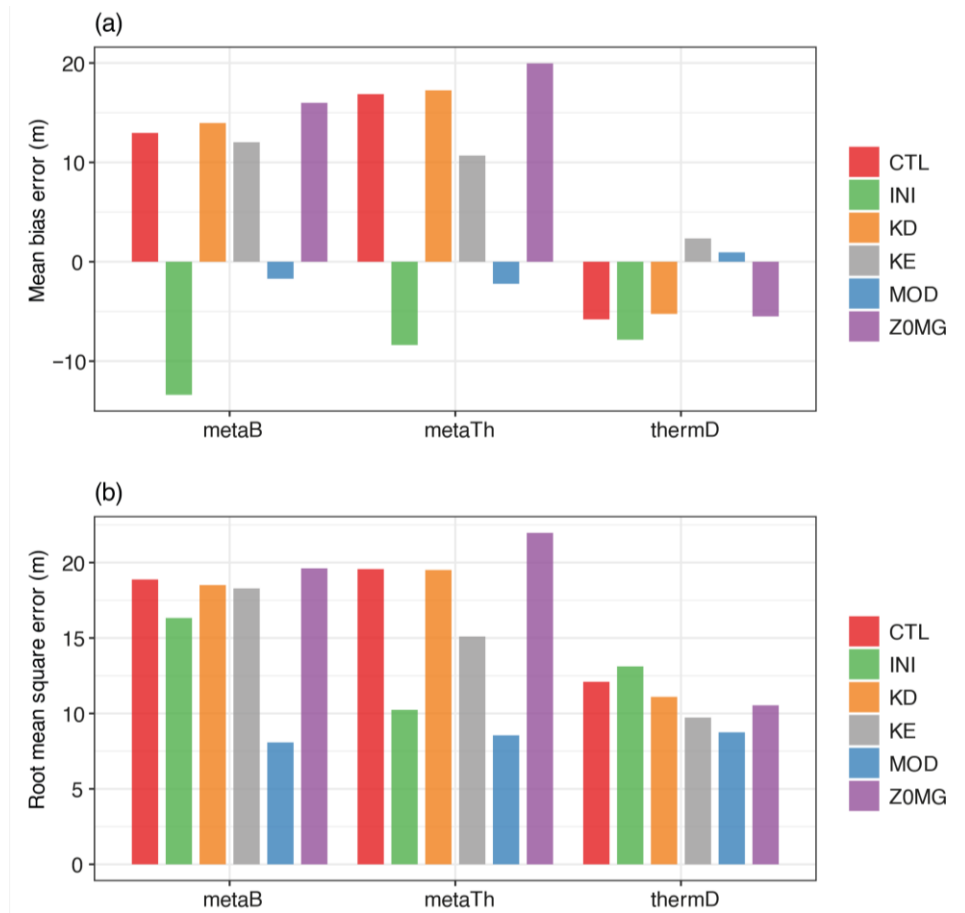 (a)
Mean bias error (m)
20
10
0
−10
metaB metaTh thermD
CTL
INI
KD
KE
MOD
Z0MG
(b)
Root mean square error (m)
20
15
10
5
0
metaB metaTh thermD
CTL
INI
KD
KE
MOD
Z0MG